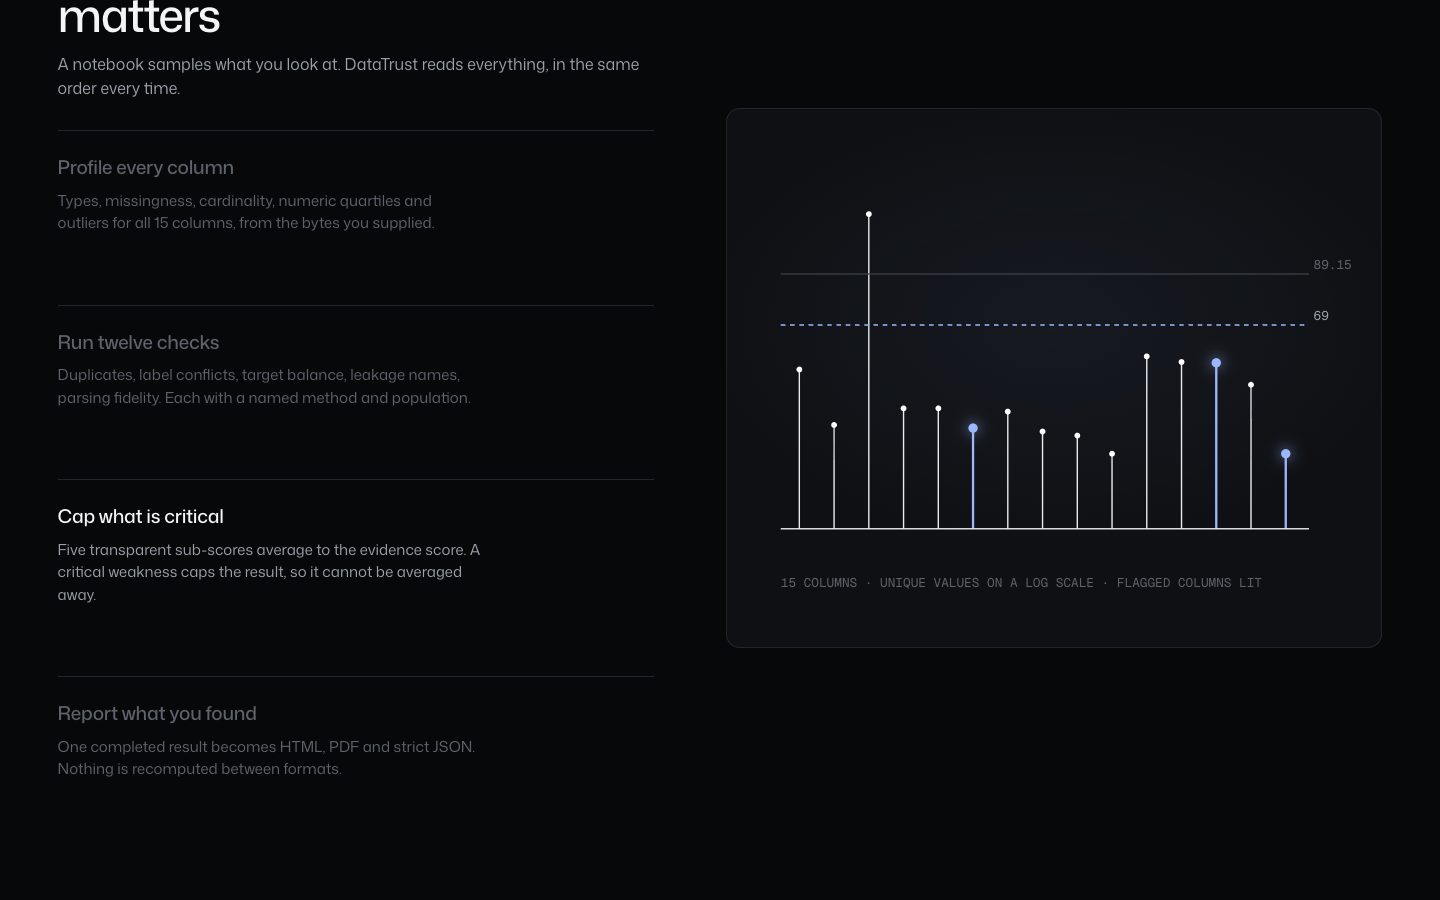 matters
A notebook samples what you look at. DataTrust reads everything, in the same
order every time.
Profile every column
Types, missingness, cardinality, numeric quartiles and
outliers for all 15 columns, from the bytes you supplied.
Run twelve checks
Duplicates, label conflicts, target balance, leakage names,
parsing fidelity. Each with a named method and population.
Cap what is critical
Five transparent sub-scores average to the evidence score. A
critical weakness caps the result, so it cannot be averaged
away.
Report what you found
One completed result becomes HTML, PDF and strict JSON.
Nothing is recomputed between formats.
89.15
69
15 COLUMNS · UNIQUE VALUES ON A LOG SCALE · FLAGGED COLUMNS LIT